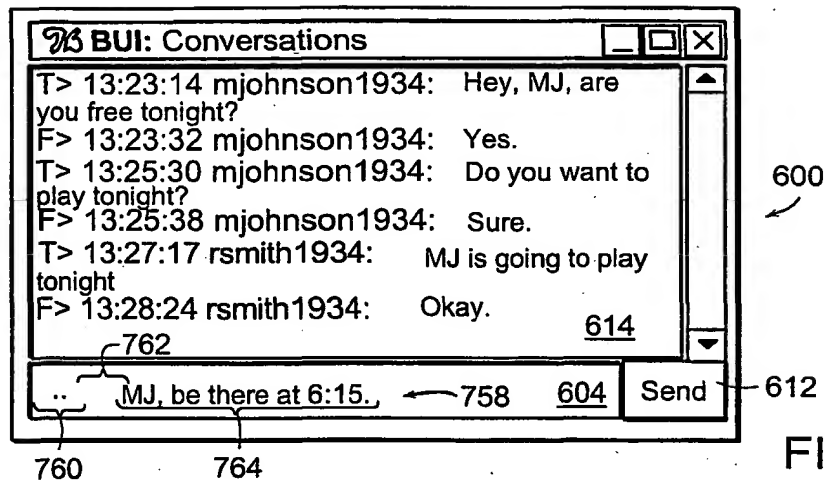 BUI: Conversations
T> 13:23:14 mjohnson1934: Hey, MJ, are
you free tonight?
F> 13:23:32 mjohnson1934: Yes.
T> 13:25:30 mjohnson1934: Do you want to
play tonight?
F> 13:25:38 mjohnson1934: Sure.
T> 13:27:17 rsmith1934: MJ is going to play
tonight
F> 13:28:24 rsmith1934: Okay.
614
600
762
.. MJ, be there at 6:15. 758 604 Send 612
760 764